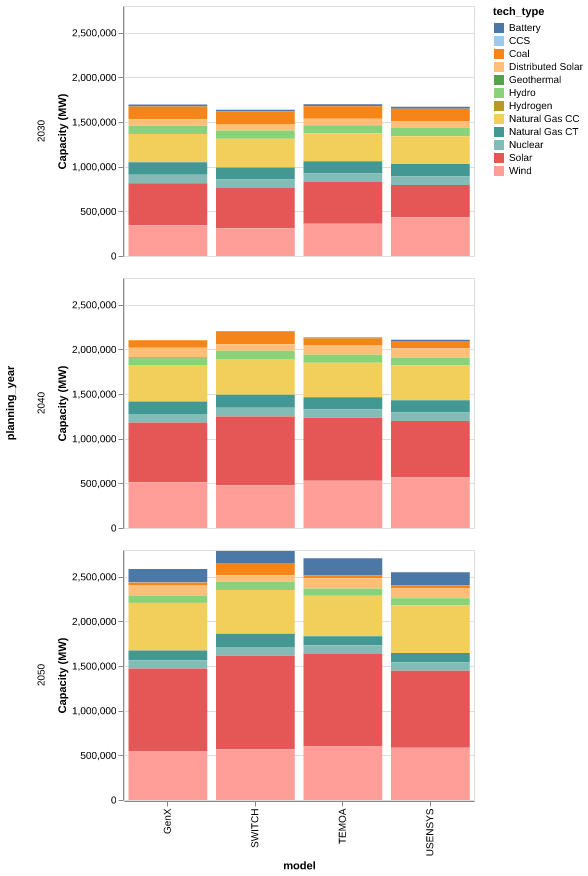 tech_type
Battery
CCS
Coal
Distributed Solar
Geothermal
Hydro
Hydrogen
Natural Gas CC
Natural Gas CT
Nuclear
Solar
Wind
planning_year
2030
Capacity (MW)
2,500,000
2,000,000
1,500,000
1,000,000
500,000
0
2040
Capacity (MW)
2,500,000
2,000,000
1,500,000
1,000,000
500,000
0
2050
Capacity (MW)
2,500,000
2,000,000
1,500,000
1,000,000
500,000
0
GenX
SWITCH
TEMOA
USENSYS
model